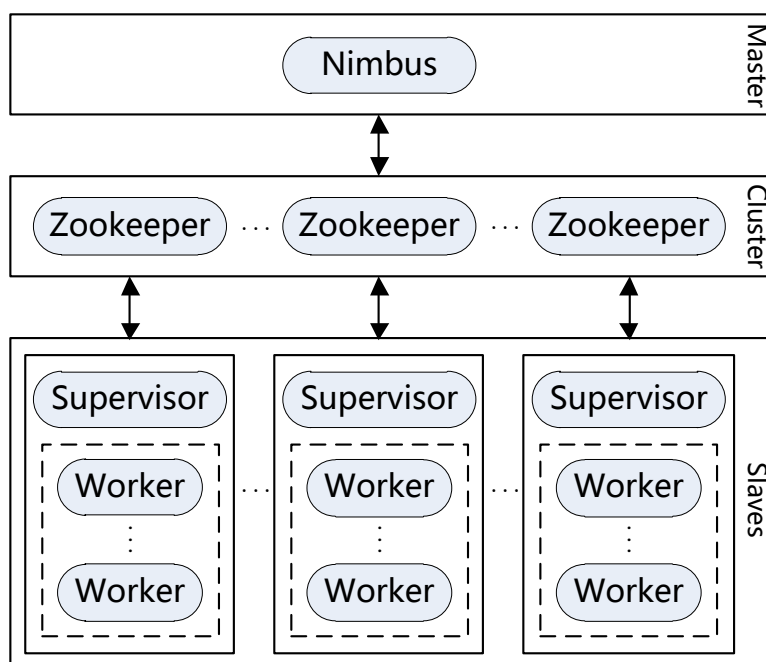 Nimbus
Master
Zookeeper ... Zookeeper ... Zookeeper
Cluster
Supervisor Supervisor Supervisor
Worker ... Worker ... Worker
⋮ ⋮ ⋮
Worker Worker Worker
Slaves